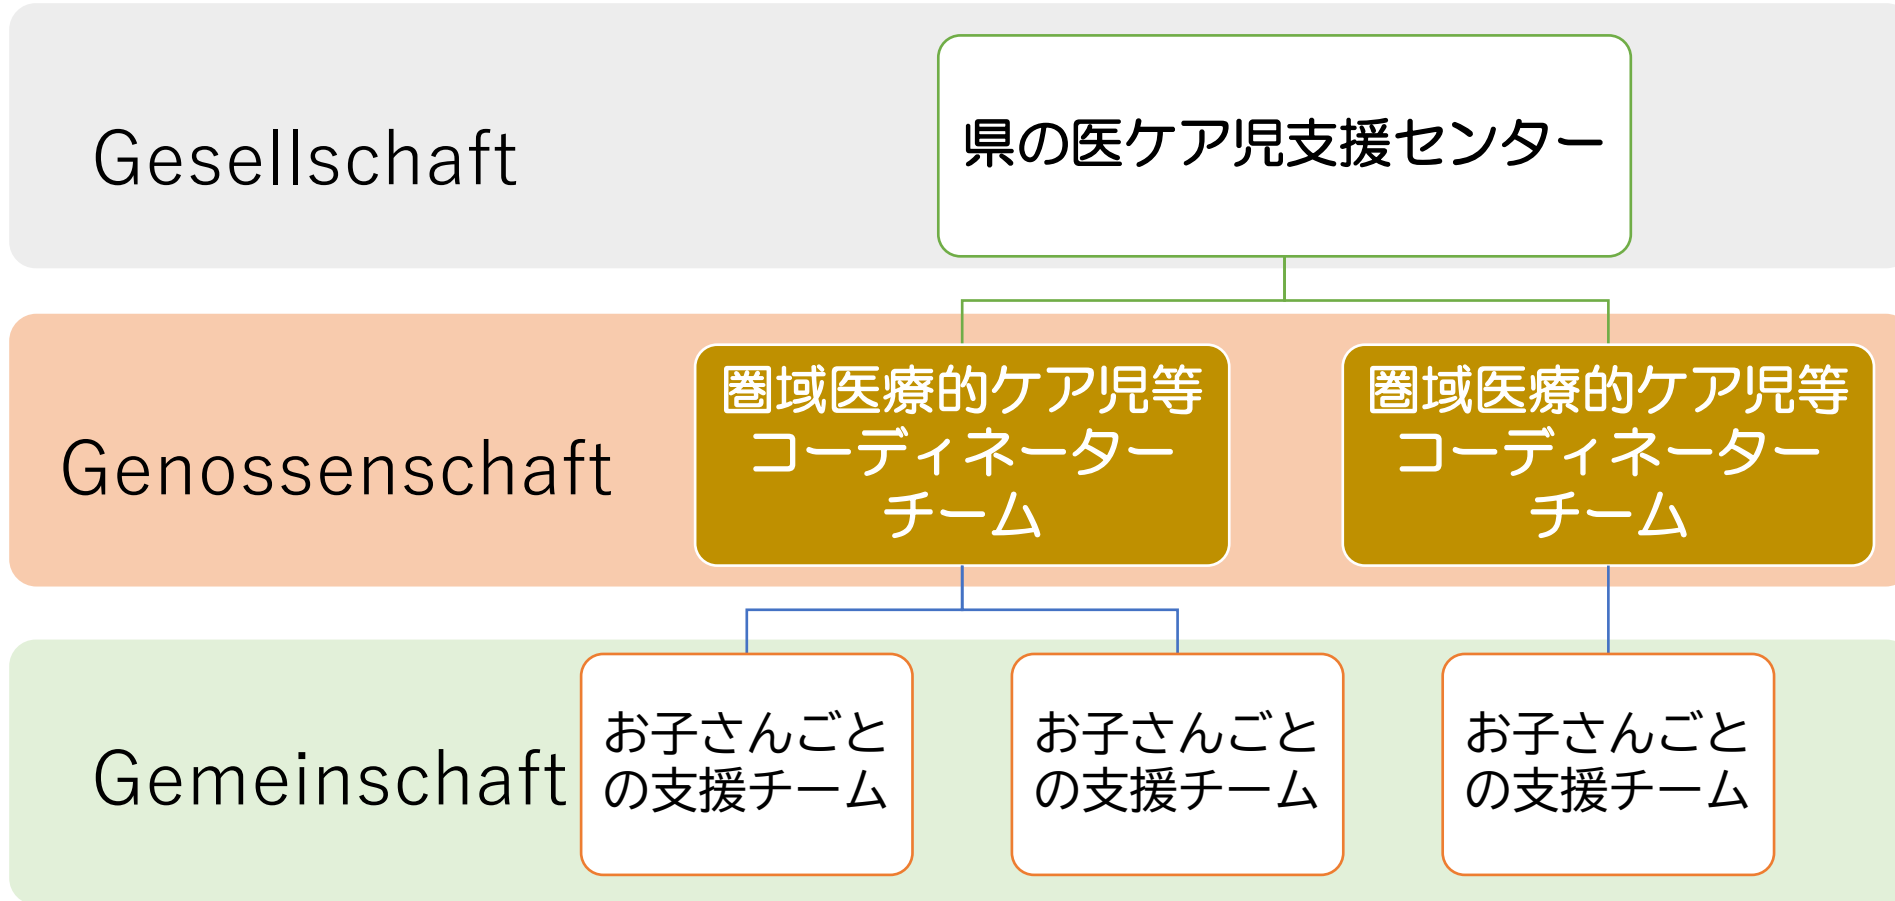 Gesellschaft
県の医ケア児支援センター
Genossenschaft
圏域医療的ケア児等
コーディネーター
チーム
圏域医療的ケア児等
コーディネーター
チーム
Gemeinschaft
お子さんごと
の支援チーム
お子さんごと
の支援チーム
お子さんごと
の支援チーム